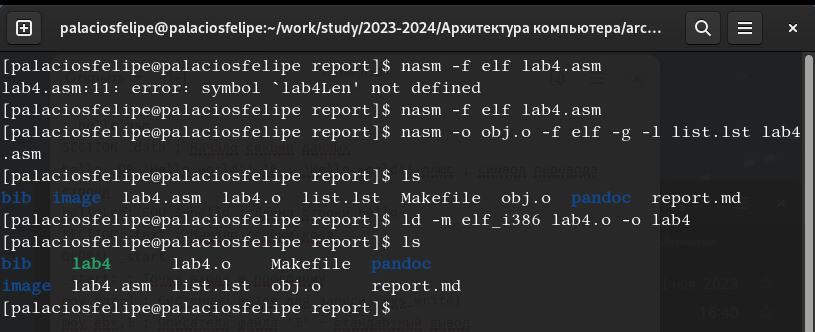 palaciosfelipe@palaciosfelipe:~/work/study/2023-2024/Архитектура компьютера/arc...
[palaciosfelipe@palaciosfelipe report]$ nasm -f elf lab4.asm
lab4.asm:11: error: symbol `lab4Len' not defined
[palaciosfelipe@palaciosfelipe report]$ nasm -f elf lab4.asm
[palaciosfelipe@palaciosfelipe report]$ nasm -o obj.o -f elf -g -l list.lst lab4
.asm
[palaciosfelipe@palaciosfelipe report]$ ls
bib image lab4.asm lab4.o list.lst Makefile obj.o pandoc report.md
[palaciosfelipe@palaciosfelipe report]$ ld -m elf_i386 lab4.o -o lab4
[palaciosfelipe@palaciosfelipe report]$ ls
bib lab4 lab4.o Makefile pandoc
image lab4.asm list.lst obj.o report.md
[palaciosfelipe@palaciosfelipe report]$